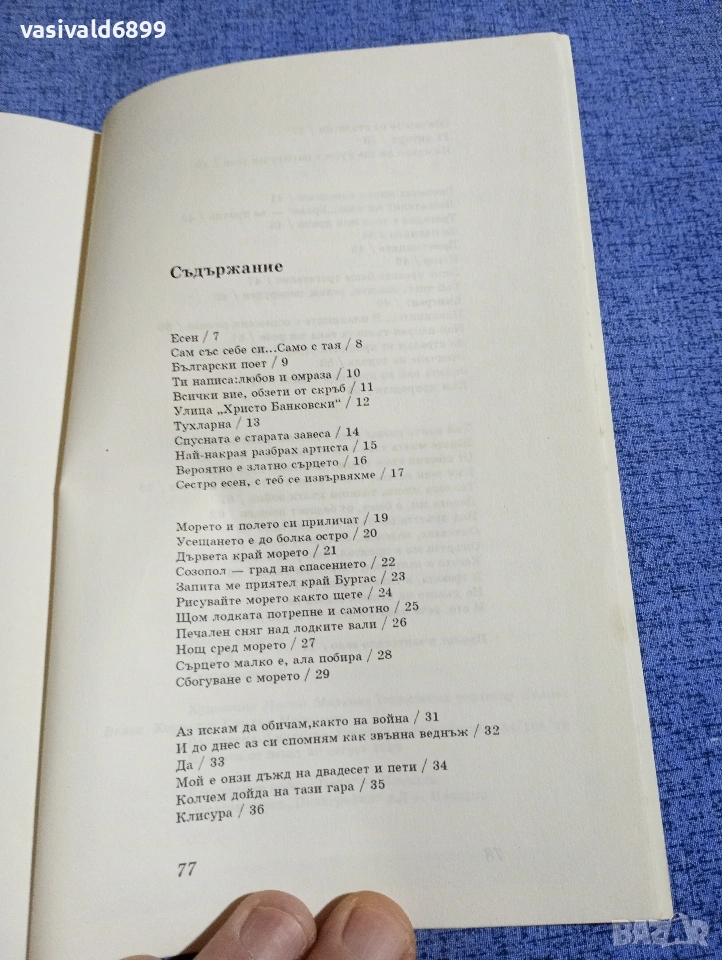 vasivald6899
Съдържание
Есен / 7
Сам със себе си...Само с тая / 8
Български поет / 9
Ти написа:любов и омраза / 10
Всички вие, обзети от скръб / 11
Улица „Христо Банковски“ / 12
Тухларна / 13
Спусната е старата завеса / 14
Най-накрая разбрах артиста / 15
Вероятно е златно сърцето / 16
Сестро есен, с теб се извървяхме / 17
Морето и полето си приличат / 19
Усещането е до болка остро / 20
Дървета край морето / 21
Созопол — град на спасението / 22
Запита ме приятел край Бургас / 23
Рисувайте морето както щете / 24
Щом лодката потрепне и самотно / 25
Печален сняг над лодките вали / 26
Нощ сред морето / 27
Сърцето малко е, ала побира / 28
Сбогуване с морето / 29
Аз искам да обичам,както на война / 31
И до днес аз си спомням как звънна веднъж / 32
Да / 33
Мой е онзи дъжд на двадесет и пети / 34
Колчем дойда на тази гара / 35
Клисура / 36
77
BAZAR